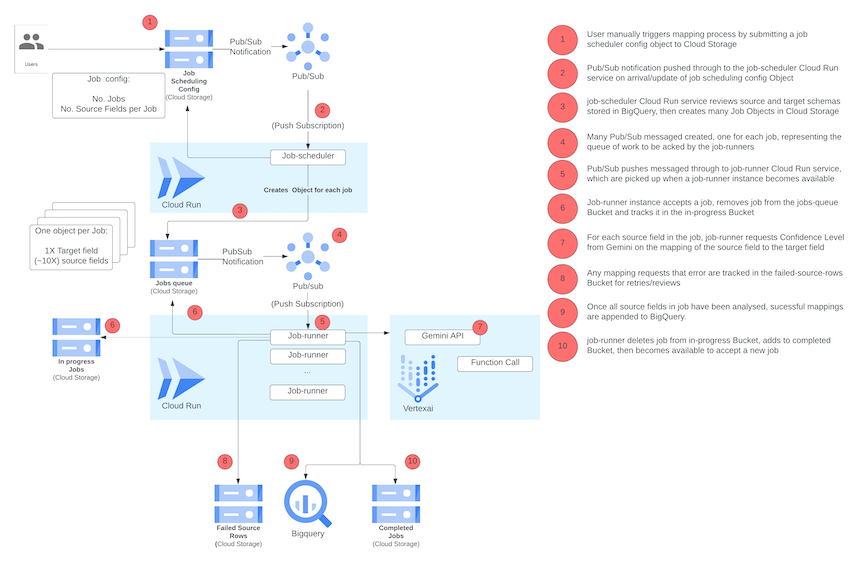 1
Users
Job
Scheduling
Config
(Cloud Storage)
Pub/Sub
Notification
Pub/Sub
Job config:
No. Jobs
No. Source Fields per Job
2
(Push Subscription)
Job-scheduler
Cloud Run
Creates Object for each job
3
One object per Job:
1X Target field
(~10X) source fields
Jobs queue
(Cloud Storage)
PubSub
Notification
4
Pub/sub
(Push Subscription)
6
5
6
In progress
Jobs
(Cloud Storage)
Job-runner
Job-runner
...
Job-runner
Cloud Run
Gemini API
7
Function Call
Vertexai
8
9
10
Failed Source
Rows
(Cloud Storage)
Bigquery
Completed
Jobs
(Cloud Storage)
1
User manually triggers mapping process by submitting a job
scheduler config object to Cloud Storage
2
Pub/Sub notification pushed through to the job-scheduler Cloud Run
service on arrival/update of job scheduling config Object
3
job-scheduler Cloud Run service reviews source and target schemas
stored in BigQuery, then creates many Job Objects in Cloud Storage
4
Many Pub/Sub messaged created, one for each job, representing the
queue of work to be acked by the job-runners
5
Pub/Sub pushes messaged through to job-runner Cloud Run service,
which are picked up when a job-runner instance becomes available
6
Job-runner instance accepts a job, removes job from the jobs-queue
Bucket and tracks it in the in-progress Bucket
7
For each source field in the job, job-runner requests Confidence Level
from Gemini on the mapping of the source field to the target field
8
Any mapping requests that error are tracked in the failed-source-rows
Bucket for retries/reviews
9
Once all source fields in job have been analysed, sucessful mappings
are appended to BigQuery.
10
job-runner deletes job from in-progress Bucket, adds to completed
Bucket, then becomes available to accept a new job